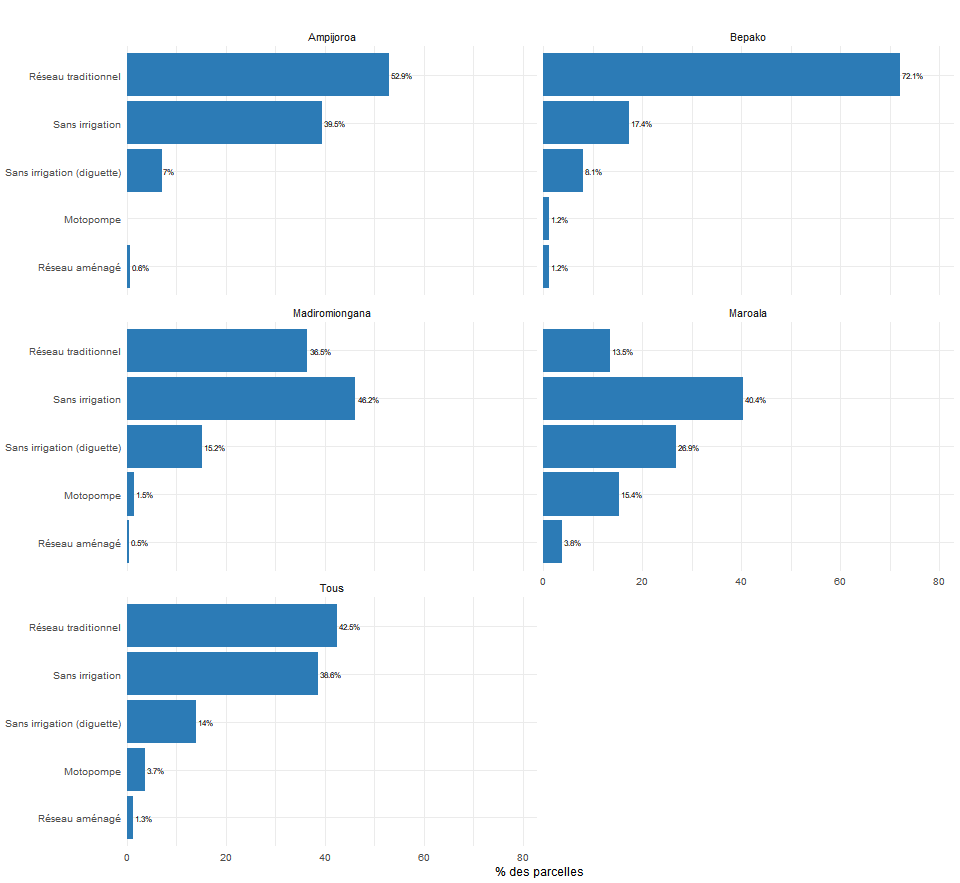 Ampijoroa
Bepako
Réseau traditionnel
52.9%
72.1%
Sans irrigation
39.5%
17.4%
Sans irrigation (diguette)
7%
8.1%
Motopompe
1.2%
Réseau aménagé
0.6%
1.2%
Madiromiongana
Maroala
Réseau traditionnel
36.5%
13.5%
Sans irrigation
46.2%
40.4%
Sans irrigation (diguette)
15.2%
26.9%
Motopompe
1.5%
15.4%
Réseau aménagé
0.5%
3.8%
0 20 40 60 80
Tous
Réseau traditionnel
42.5%
Sans irrigation
38.6%
Sans irrigation (diguette)
14%
Motopompe
3.7%
Réseau aménagé
1.3%
0 20 40 60 80
% des parcelles